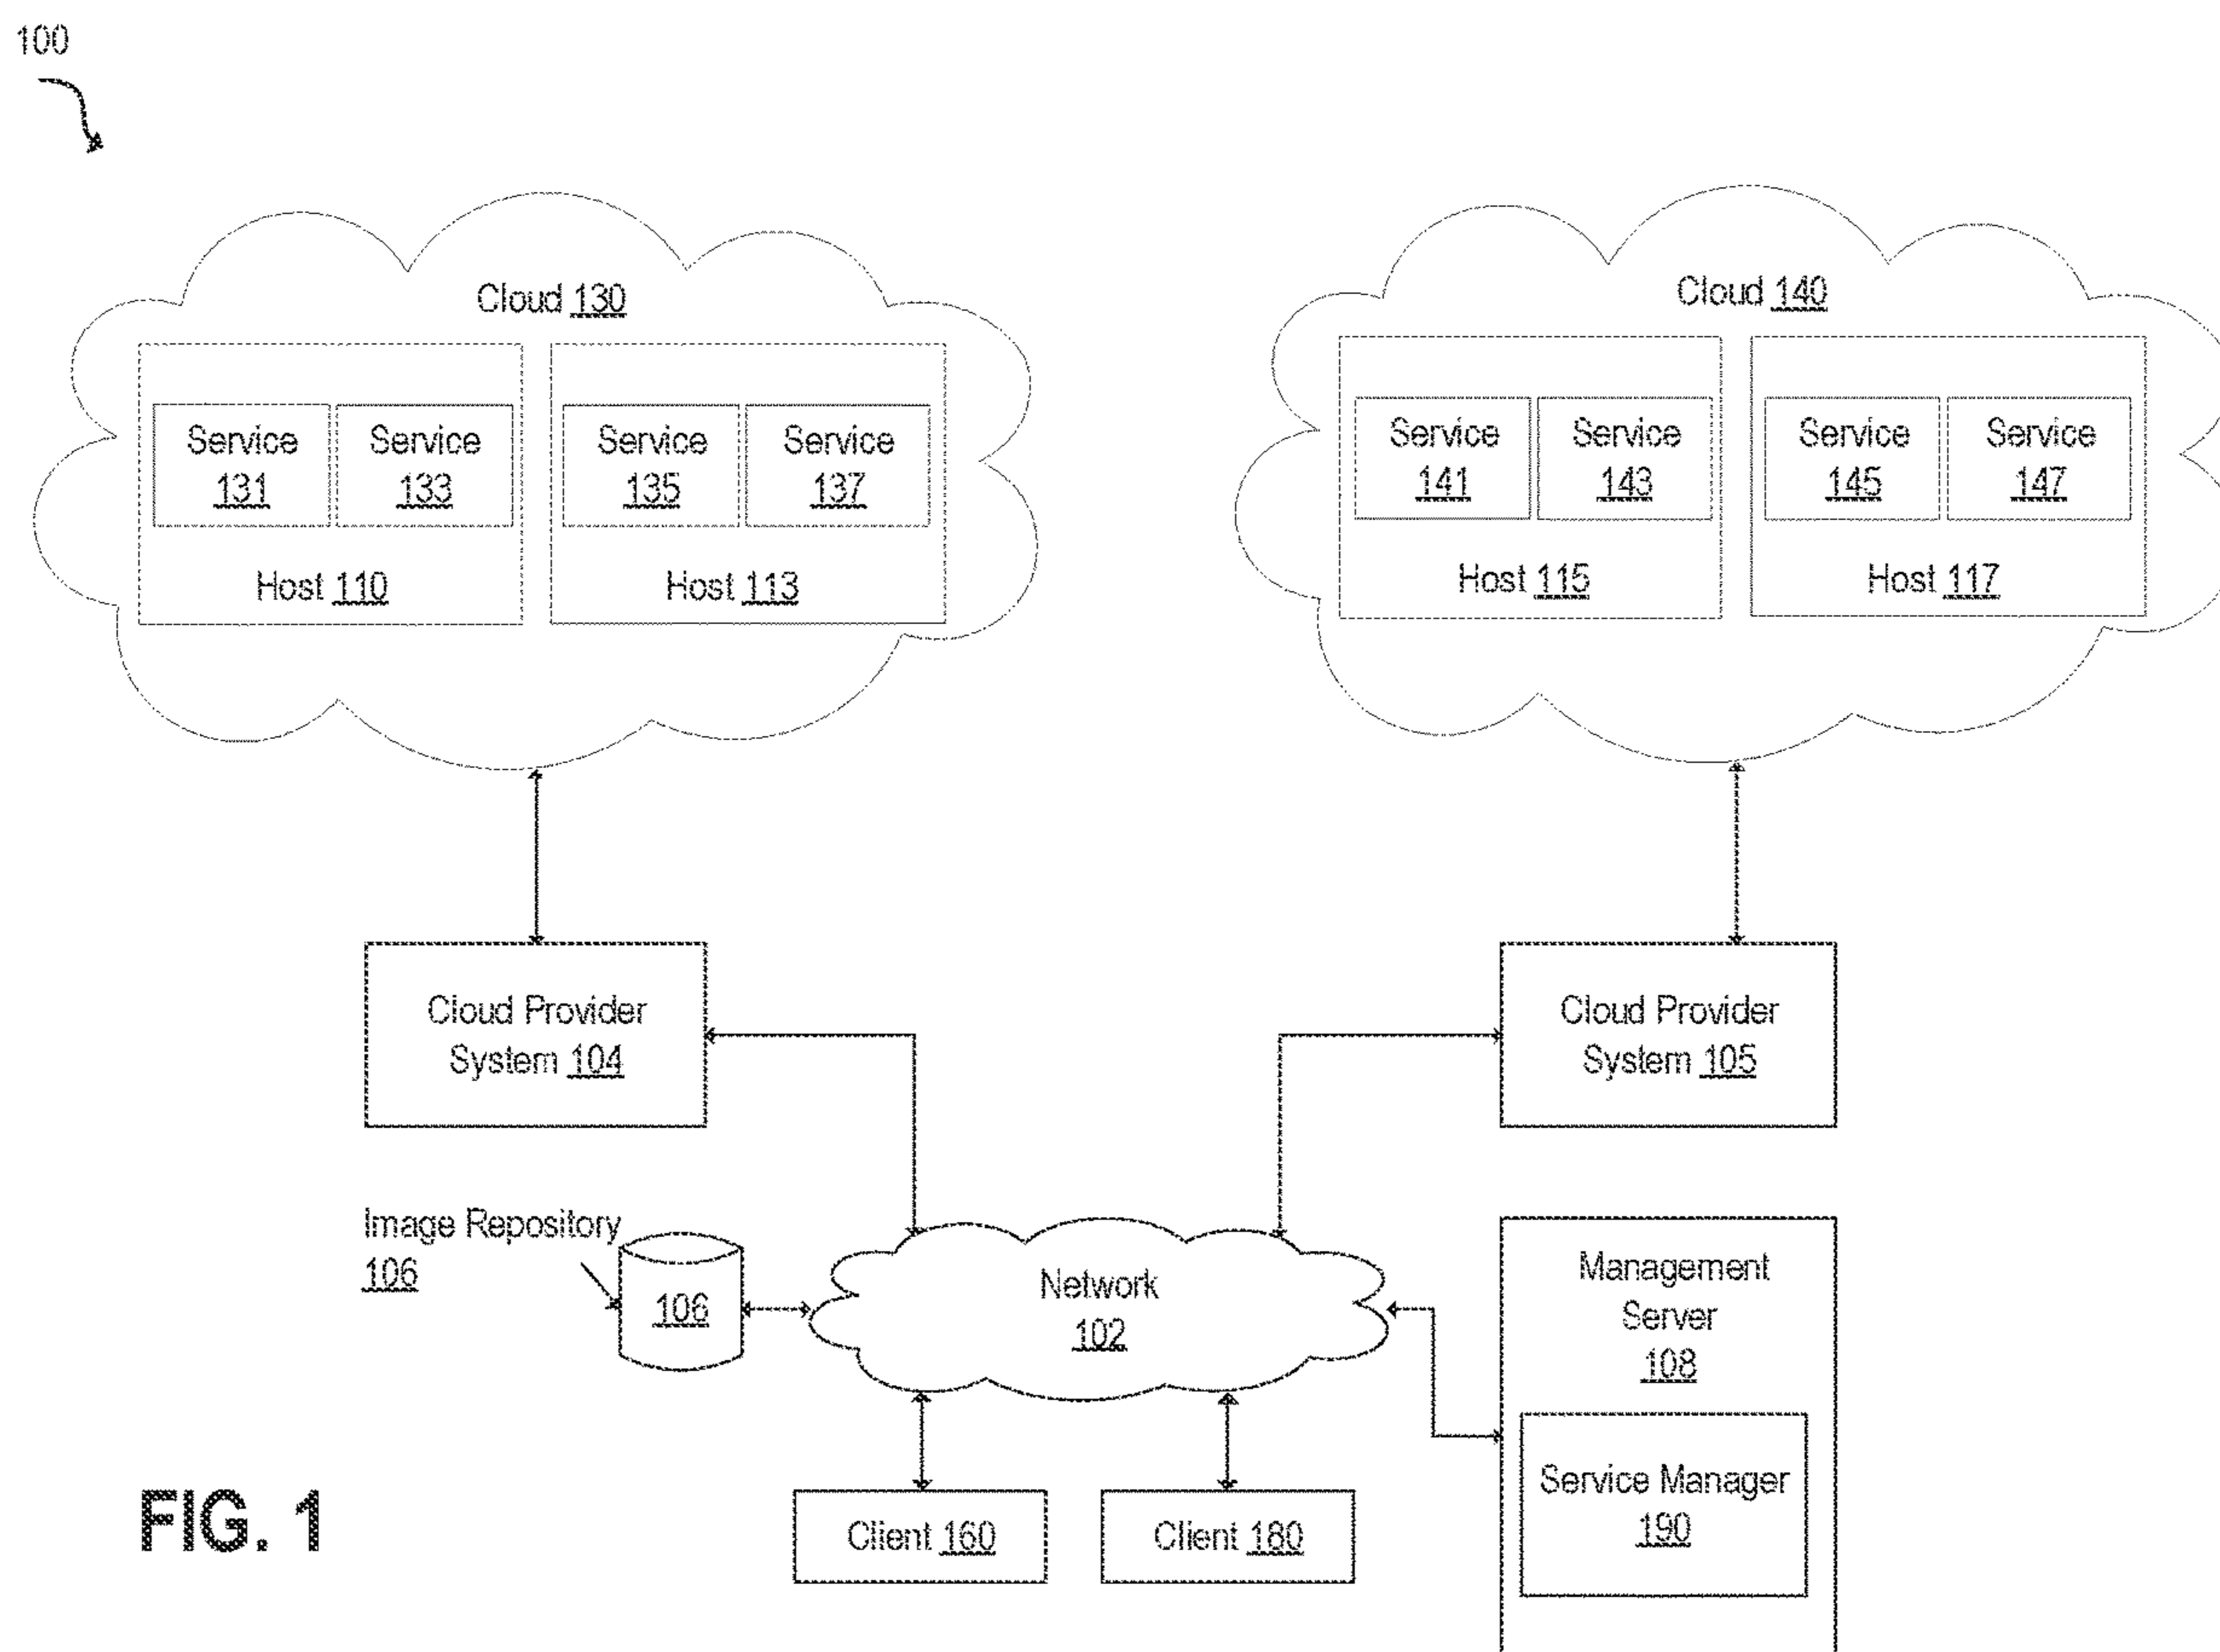 100
Cloud 130
Service
131
Service
133
Host 110
Service
135
Service
137
Host 113
Cloud 140
Service
141
Service
143
Host 115
Service
145
Service
147
Host 117
Cloud Provider
System 104
Cloud Provider
System 105
Image Repository
106
106
Network
102
Management
Server
108
Service Manager
190
Client 160
Client 180
FIG. 1